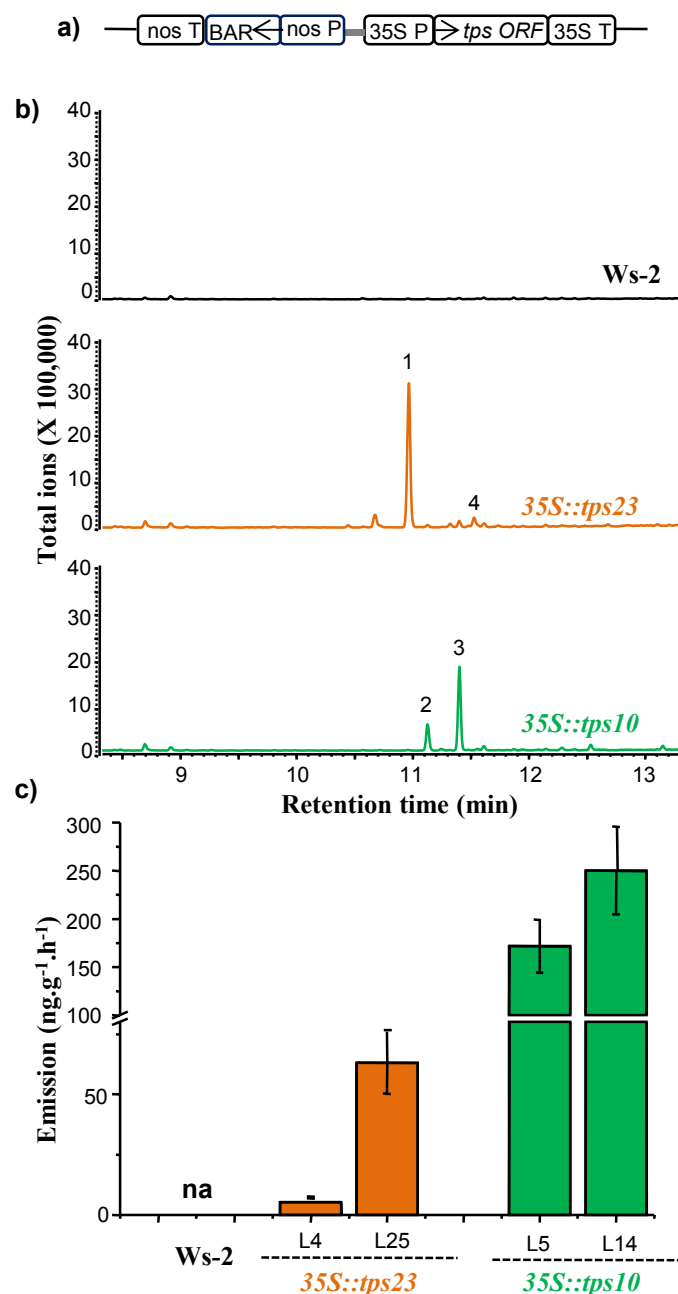 a)
nos T BAR nos P 35S P tps ORF 35S T
b)
40
30
20
10
0
Ws-2
40
30
20
10
0
1
4
35S::tps23
40
30
20
10
0
2
3
35S::tps10
Total ions (X 100,000)
9 10 11 12 13
Retention time (min)
c)
300
250
200
150
100
50
0
Emission (ng.g⁻¹.h⁻¹)
na
L4 L25 L5 L14
Ws-2
35S::tps23 35S::tps10